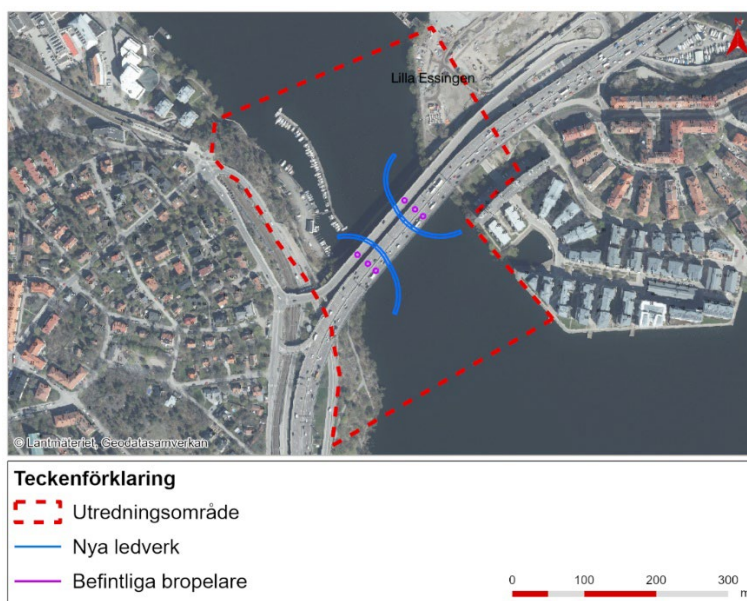 Lilla Essingen
© Lantmäteriet, Geodatasamverkan
Teckenförklaring
Utredningsområde
Nya ledverk
Befintliga bropelare
0 100 200 300
m